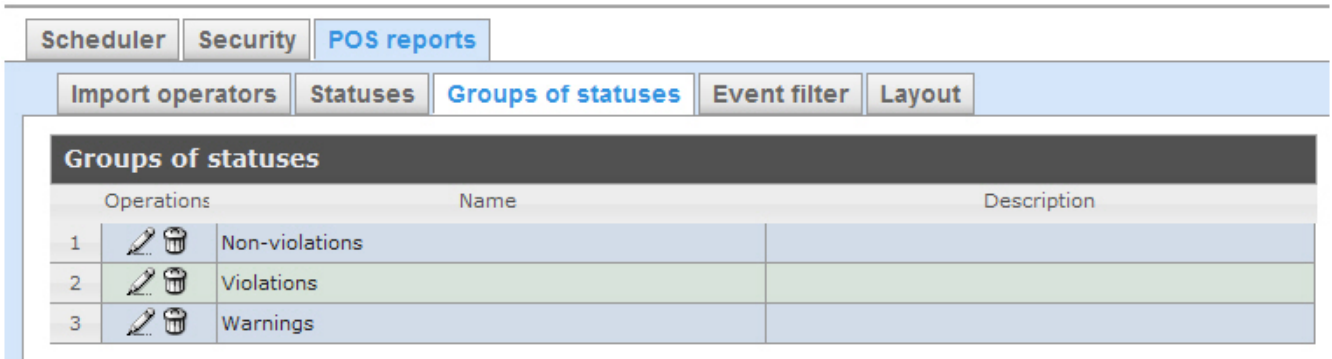 Scheduler Security POS reports
Import operators Statuses Groups of statuses Event filter Layout
Groups of statuses
Operations Name Description
1 Non-violations
2 Violations
3 Warnings